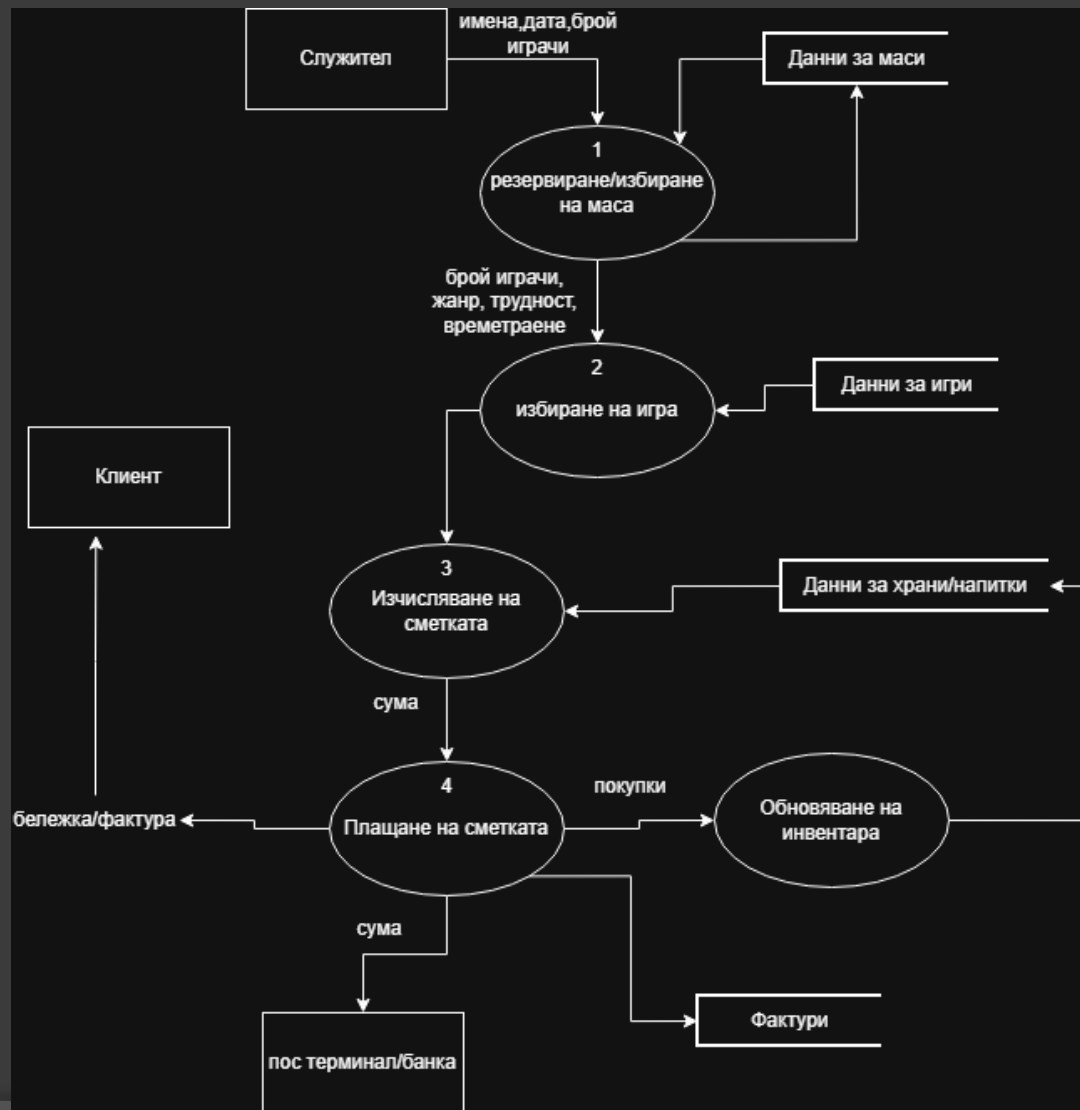 имена,дата,брой
играчи
Служител
Данни за маси
1
резервиране/избиране
на маса
брой играчи,
жанр, трудност,
времетраене
2
избиране на игра
Данни за игри
Клиент
3
Изчисляване на
сметката
Данни за храни/напитки
сума
4
Плащане на сметката
покупки
Обновяване на
инвентара
бележка/фактура
сума
Фактури
пос терминал/банка